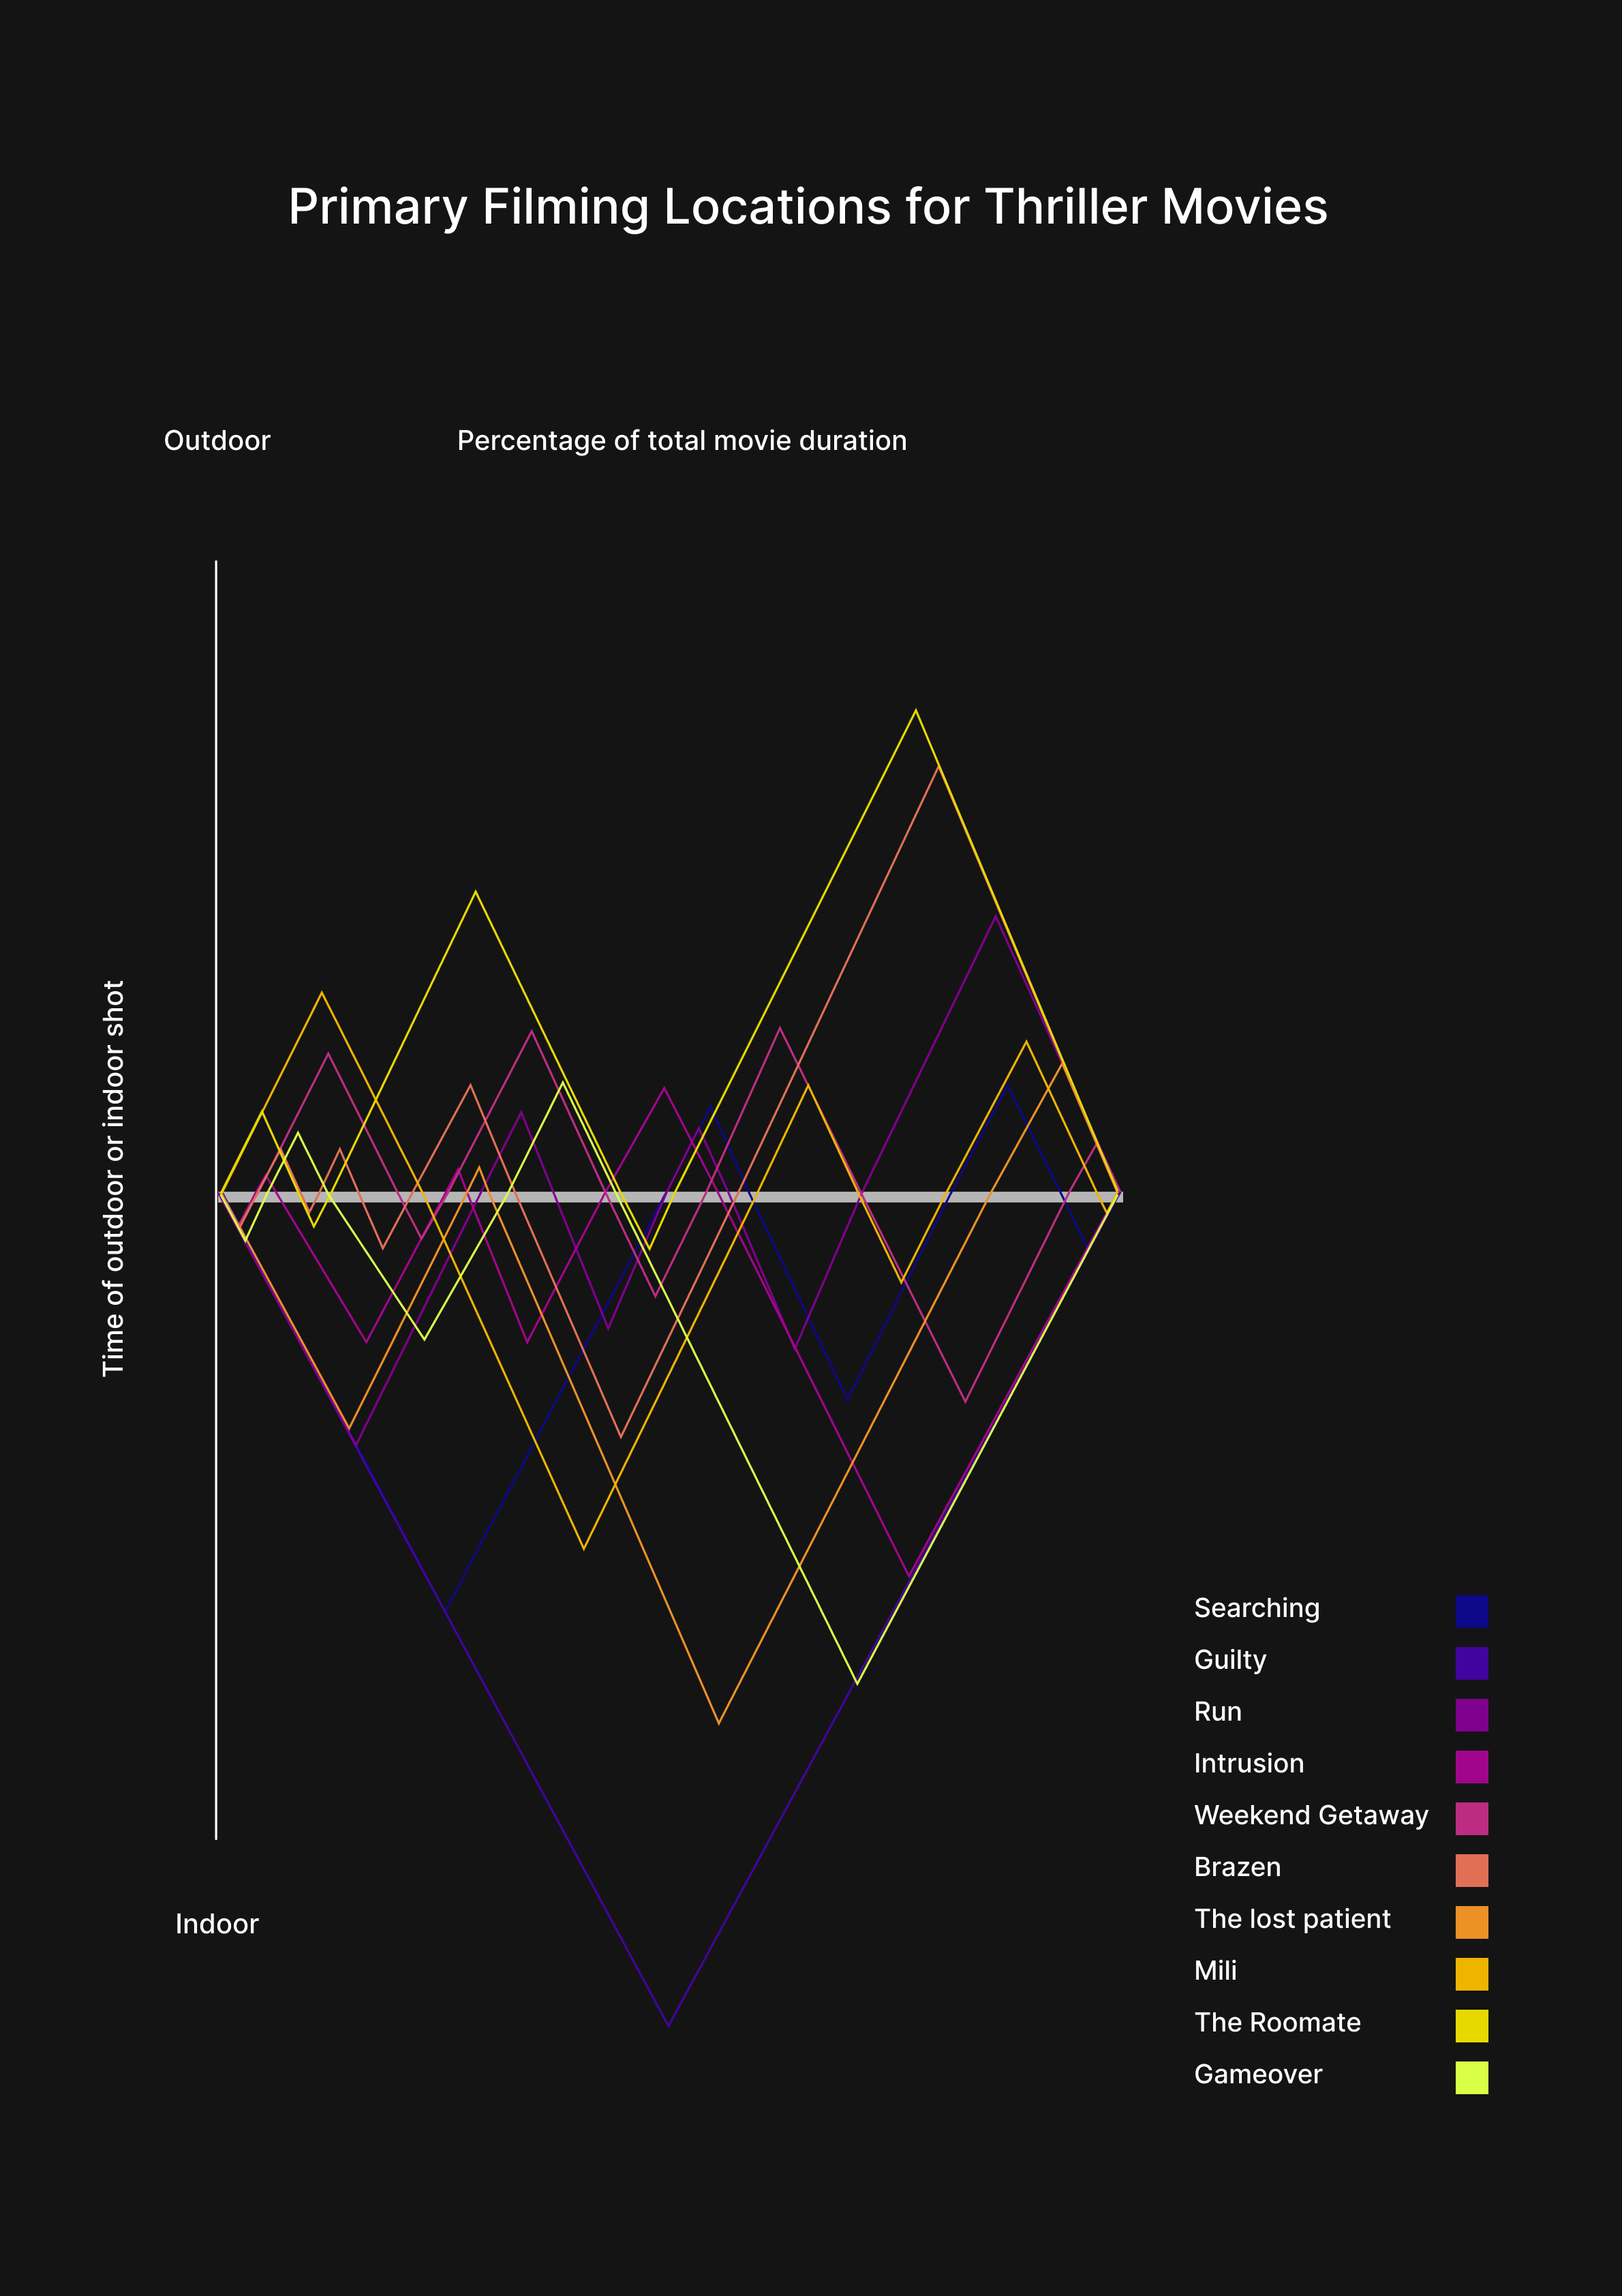 Primary Filming Locations for Thriller Movies
Outdoor
Percentage of total movie duration
Time of outdoor or indoor shot
Indoor
Searching
Guilty
Run
Intrusion
Weekend Getaway
Brazen
The lost patient
Mili
The Roomate
Gameover